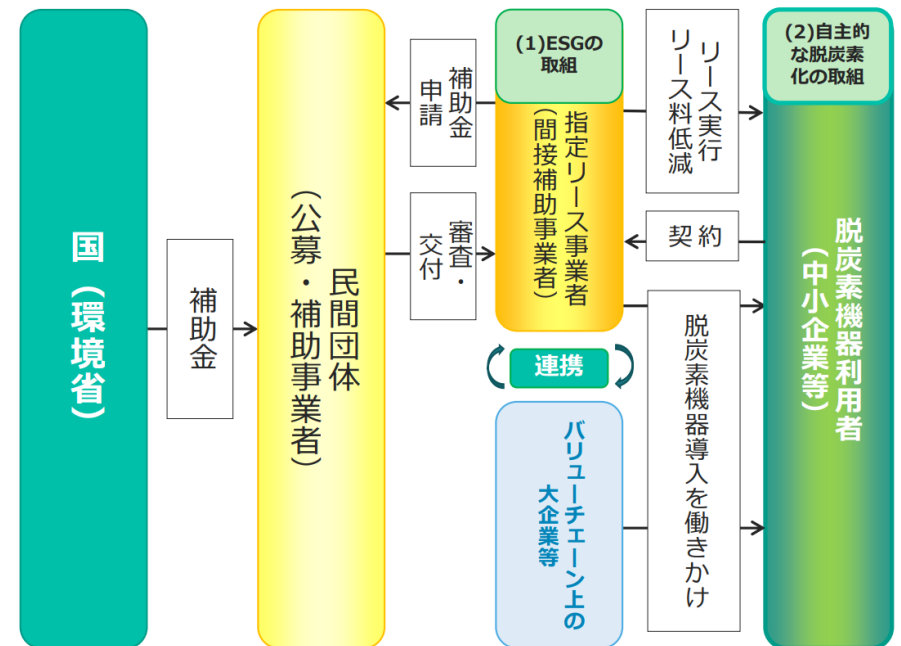 国（環境省）
補助金
民間団体
（公募・補助事業者）
補助金
申請
審査・
交付
(1)ESGの
取組
指定リース事業者
（間接補助事業者）
連携
バリューチェーン上の
大企業等
リース実行
リース料低減
契約
脱炭素機器導入を働きかけ
(2)自主的
な脱炭素
化の取組
脱炭素機器利用者
（中小企業等）